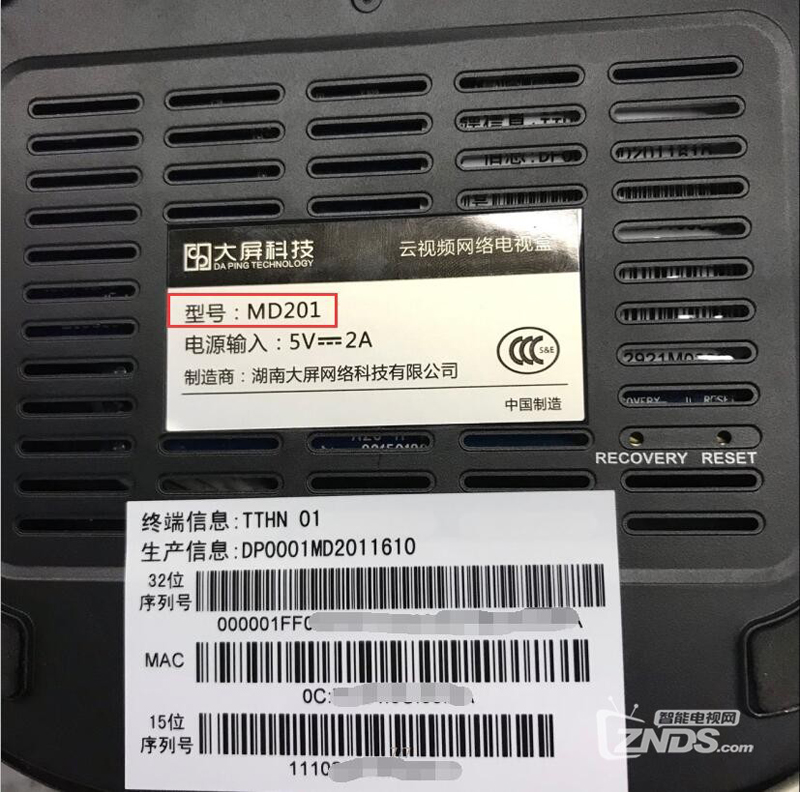 大屏科技
DA PING TECHNOLOGY
云视频网络电视盒
型号：MD201
电源输入：5V⎓2A
S&E
制造商：湖南大屏网络科技有限公司
中国制造
RECOVERY RESET
终端信息:TTHN 01
生产信息:DP0001MD2011610
32位
序列号
000001FF0
A
MAC
0C:
A
15位
序列号
1110
智能电视网
ZNDS.com